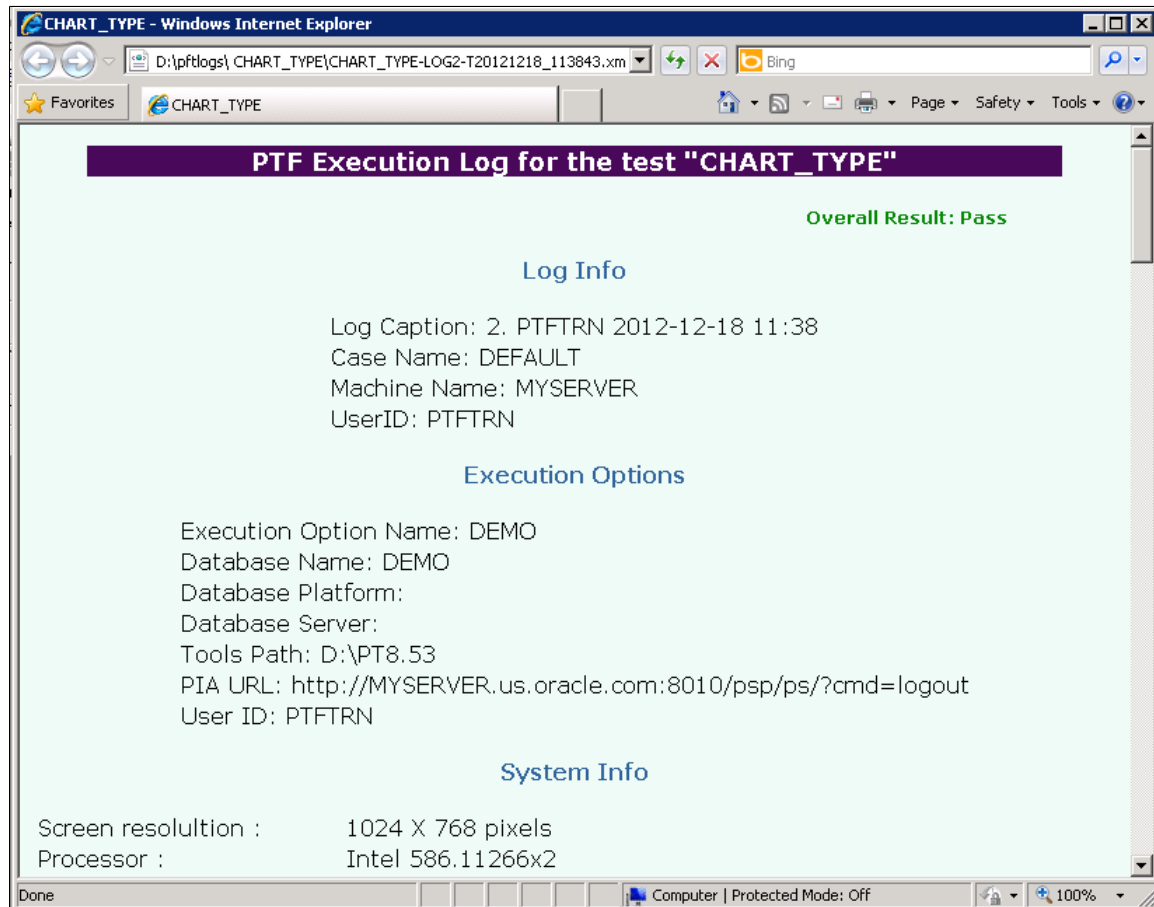 CHART_TYPE - Windows Internet Explorer
D:\pftlogs\ CHART_TYPE\CHART_TYPE-LOG2-T20121218_113843.xm
Bing
Favorites
CHART_TYPE
Page
Safety
Tools
PTF Execution Log for the test "CHART_TYPE"
Overall Result: Pass
Log Info
Log Caption: 2. PTFTRN 2012-12-18 11:38
Case Name: DEFAULT
Machine Name: MYSERVER
UserID: PTFTRN
Execution Options
Execution Option Name: DEMO
Database Name: DEMO
Database Platform:
Database Server:
Tools Path: D:\PT8.53
PIA URL: http://MYSERVER.us.oracle.com:8010/psp/ps/?cmd=logout
User ID: PTFTRN
System Info
Screen resolultion : 1024 X 768 pixels
Processor : Intel 586.11266x2
Done
Computer | Protected Mode: Off
100%